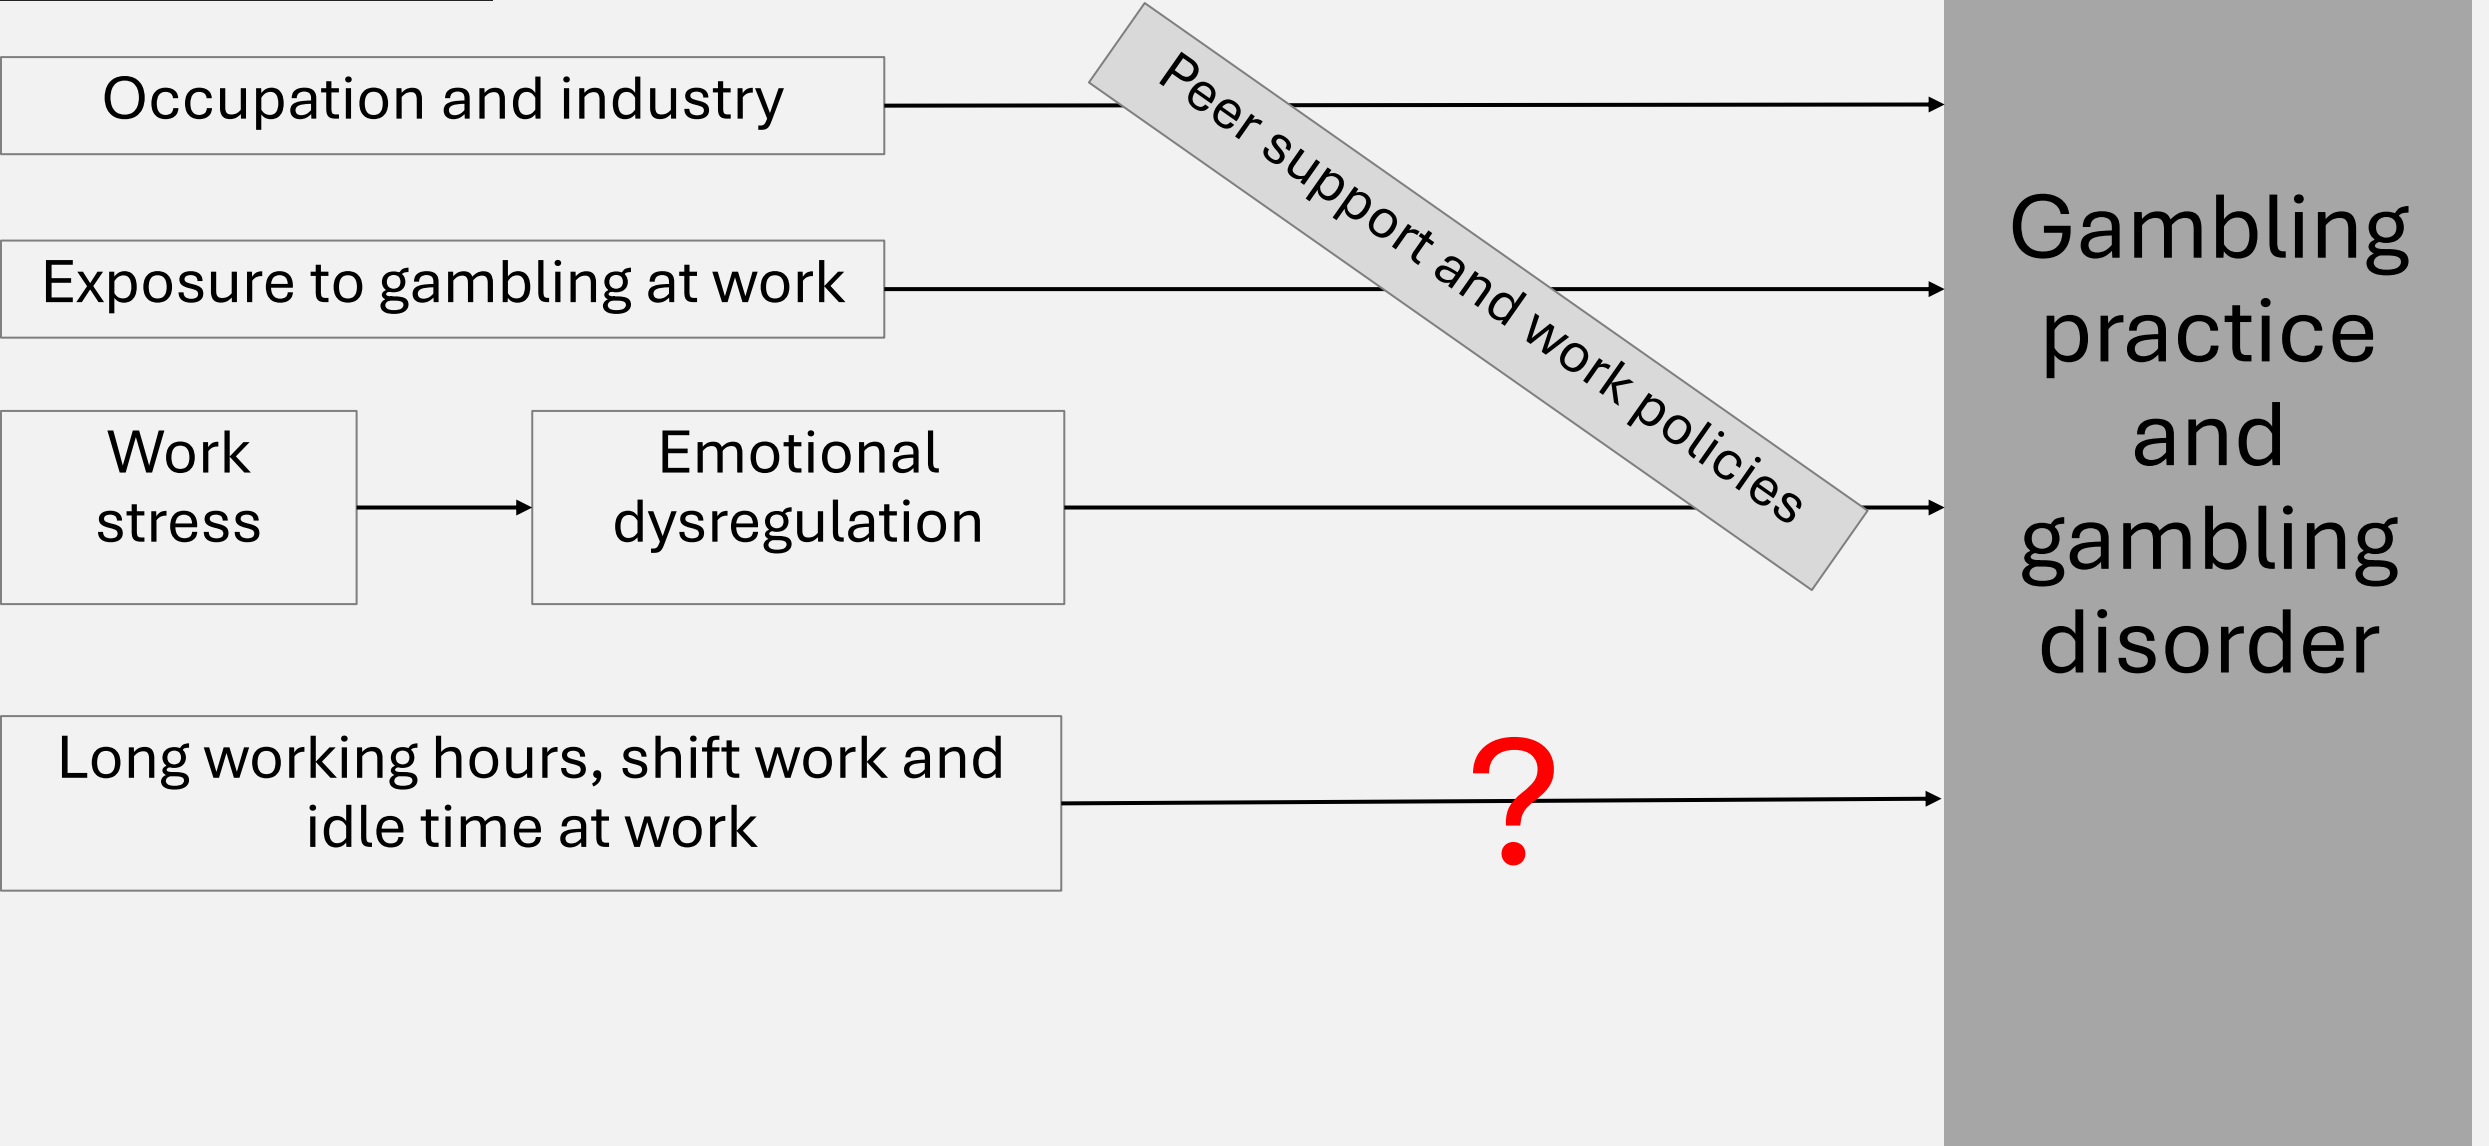 Occupation and industry
Exposure to gambling at work
Work
stress
Emotional
dysregulation
Long working hours, shift work and
idle time at work
Peer support and work policies
?
Gambling
practice
and
gambling
disorder